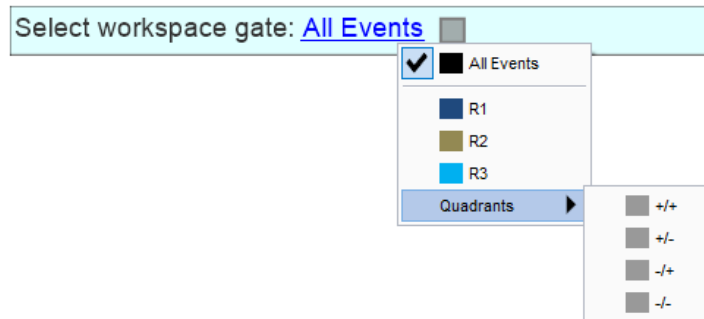 Select workspace gate: All Events
All Events
R1
R2
R3
Quadrants
+/+
+/-
-/+
-/-